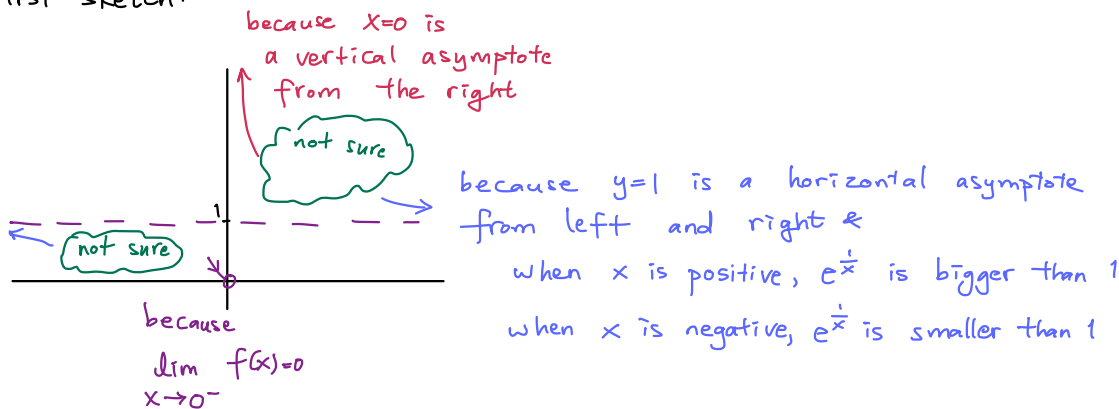 sketch.
because x=0 is
a vertical asymptote
from the right
not sure
because y=1 is a horizontal asymptote
from left and right &
1
not sure
when x is positive, e^{1/x} is bigger than 1
when x is negative, e^{1/x} is smaller than 1
because
lim f(x)=0
x→0⁻